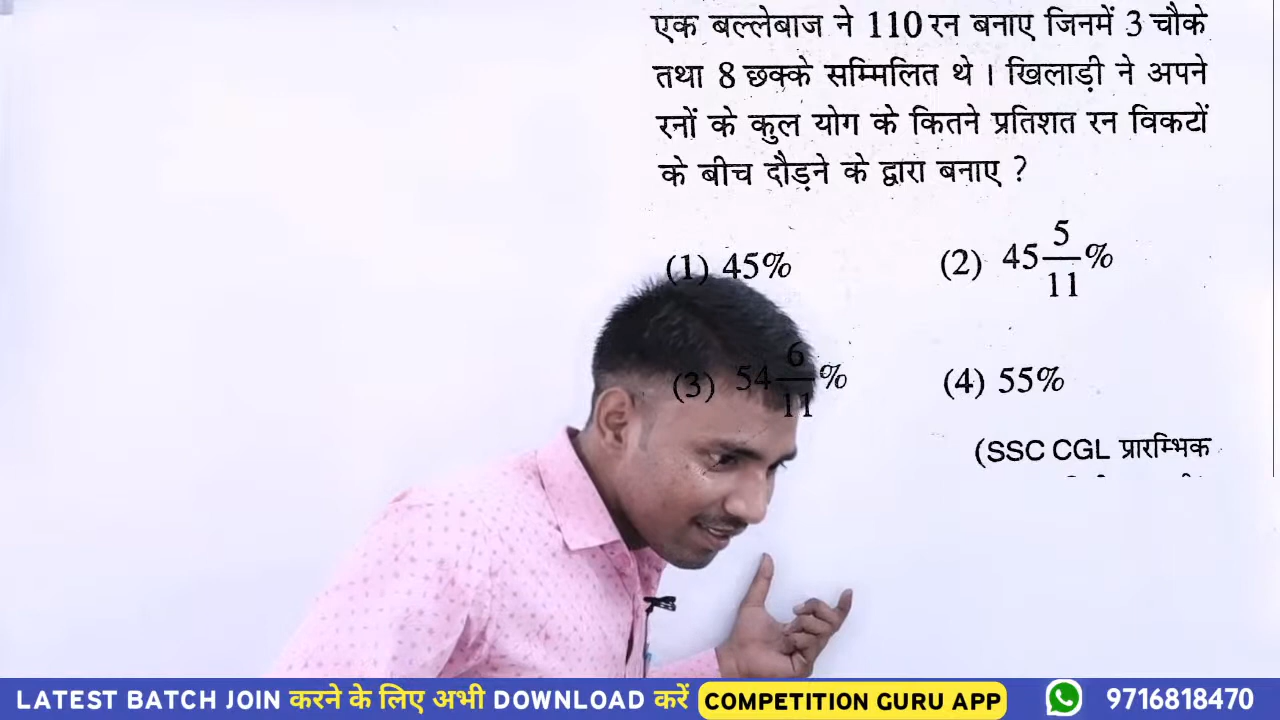 एक बल्लेबाज ने 110 रन बनाए जिनमें 3 चौके
तथा 8 छक्के सम्मिलित थे । खिलाड़ी ने अपने
रनों के कुल योग के कितने प्रतिशत रन विकटों
के बीच दौड़ने के द्वारा बनाए ?
(1) 45% (2) 45 5/11 %
(3) 54 6/11 % (4) 55%
(SSC CGL प्रारम्भिक
LATEST BATCH JOIN करने के लिए अभी DOWNLOAD करें COMPETITION GURU APP 9716818470